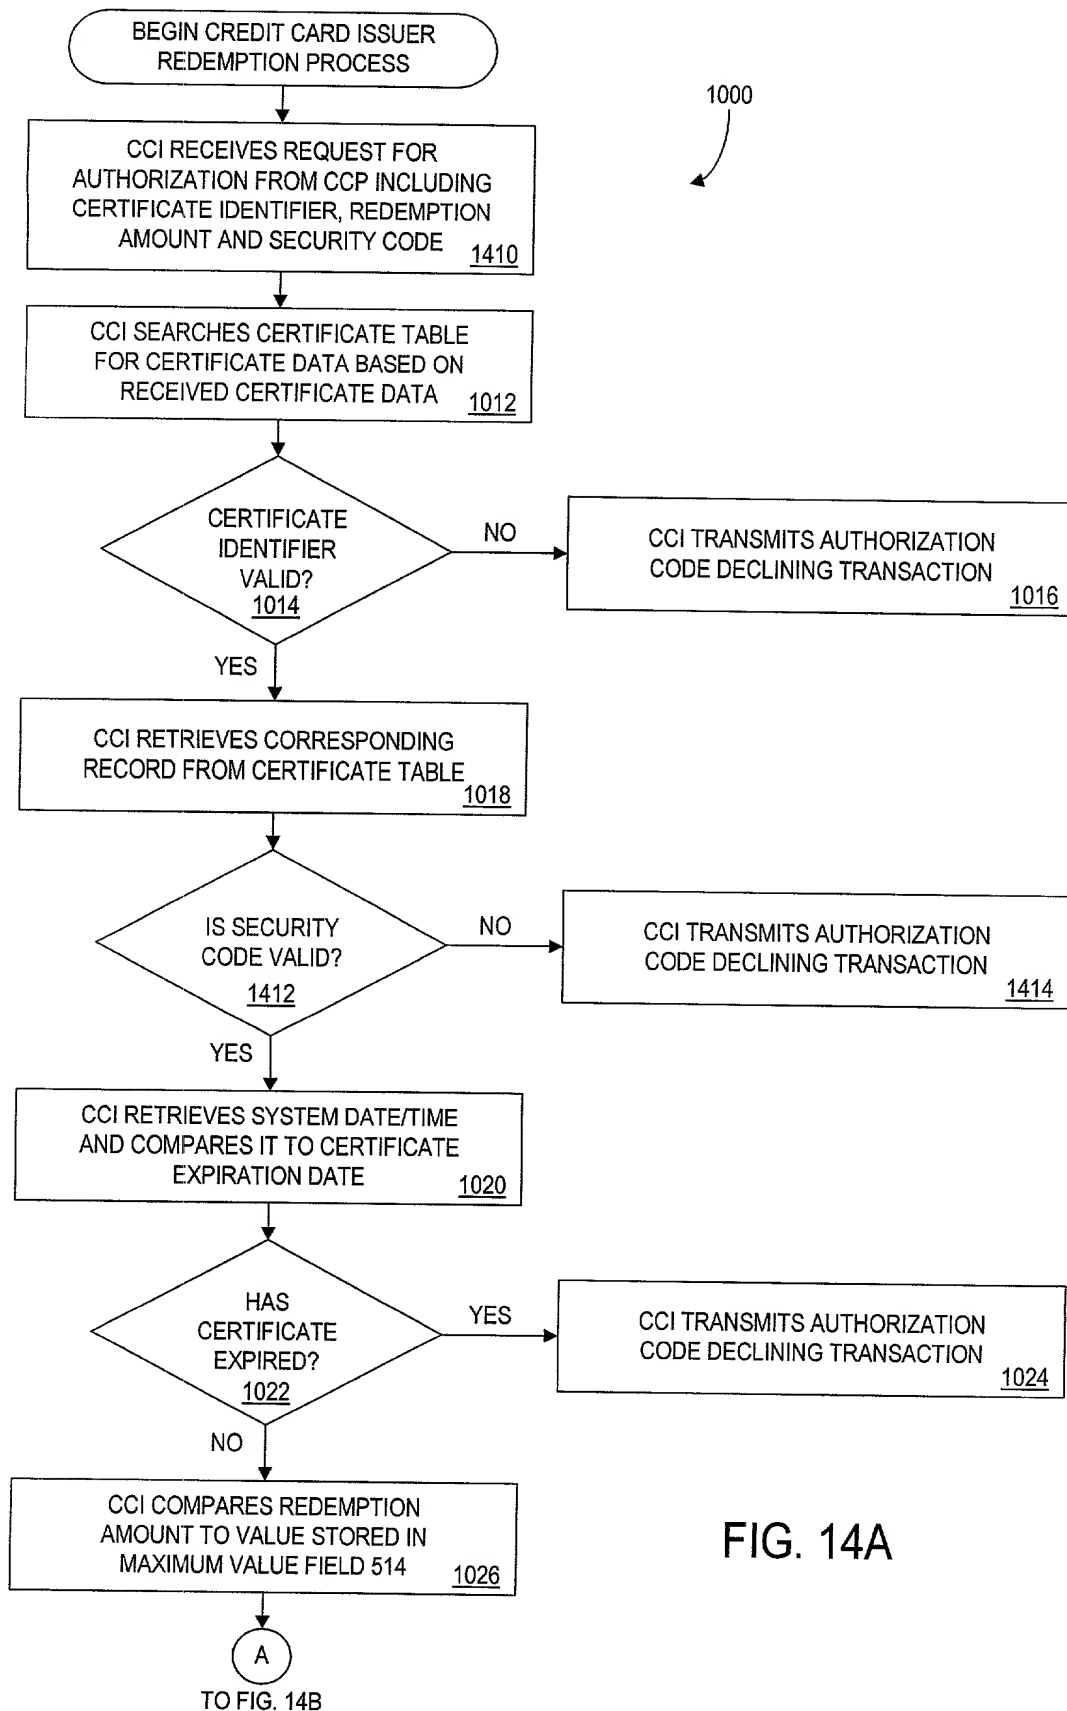 BEGIN CREDIT CARD ISSUER
REDEMPTION PROCESS
1000
CCI RECEIVES REQUEST FOR
AUTHORIZATION FROM CCP INCLUDING
CERTIFICATE IDENTIFIER, REDEMPTION
AMOUNT AND SECURITY CODE
1410
CCI SEARCHES CERTIFICATE TABLE
FOR CERTIFICATE DATA BASED ON
RECEIVED CERTIFICATE DATA
1012
CERTIFICATE
IDENTIFIER
VALID?
1014
NO
CCI TRANSMITS AUTHORIZATION
CODE DECLINING TRANSACTION
1016
YES
CCI RETRIEVES CORRESPONDING
RECORD FROM CERTIFICATE TABLE
1018
IS SECURITY
CODE VALID?
1412
NO
CCI TRANSMITS AUTHORIZATION
CODE DECLINING TRANSACTION
1414
YES
CCI RETRIEVES SYSTEM DATE/TIME
AND COMPARES IT TO CERTIFICATE
EXPIRATION DATE
1020
HAS
CERTIFICATE
EXPIRED?
1022
YES
CCI TRANSMITS AUTHORIZATION
CODE DECLINING TRANSACTION
1024
NO
CCI COMPARES REDEMPTION
AMOUNT TO VALUE STORED IN
MAXIMUM VALUE FIELD 514
1026
FIG. 14A
A
TO FIG. 14B